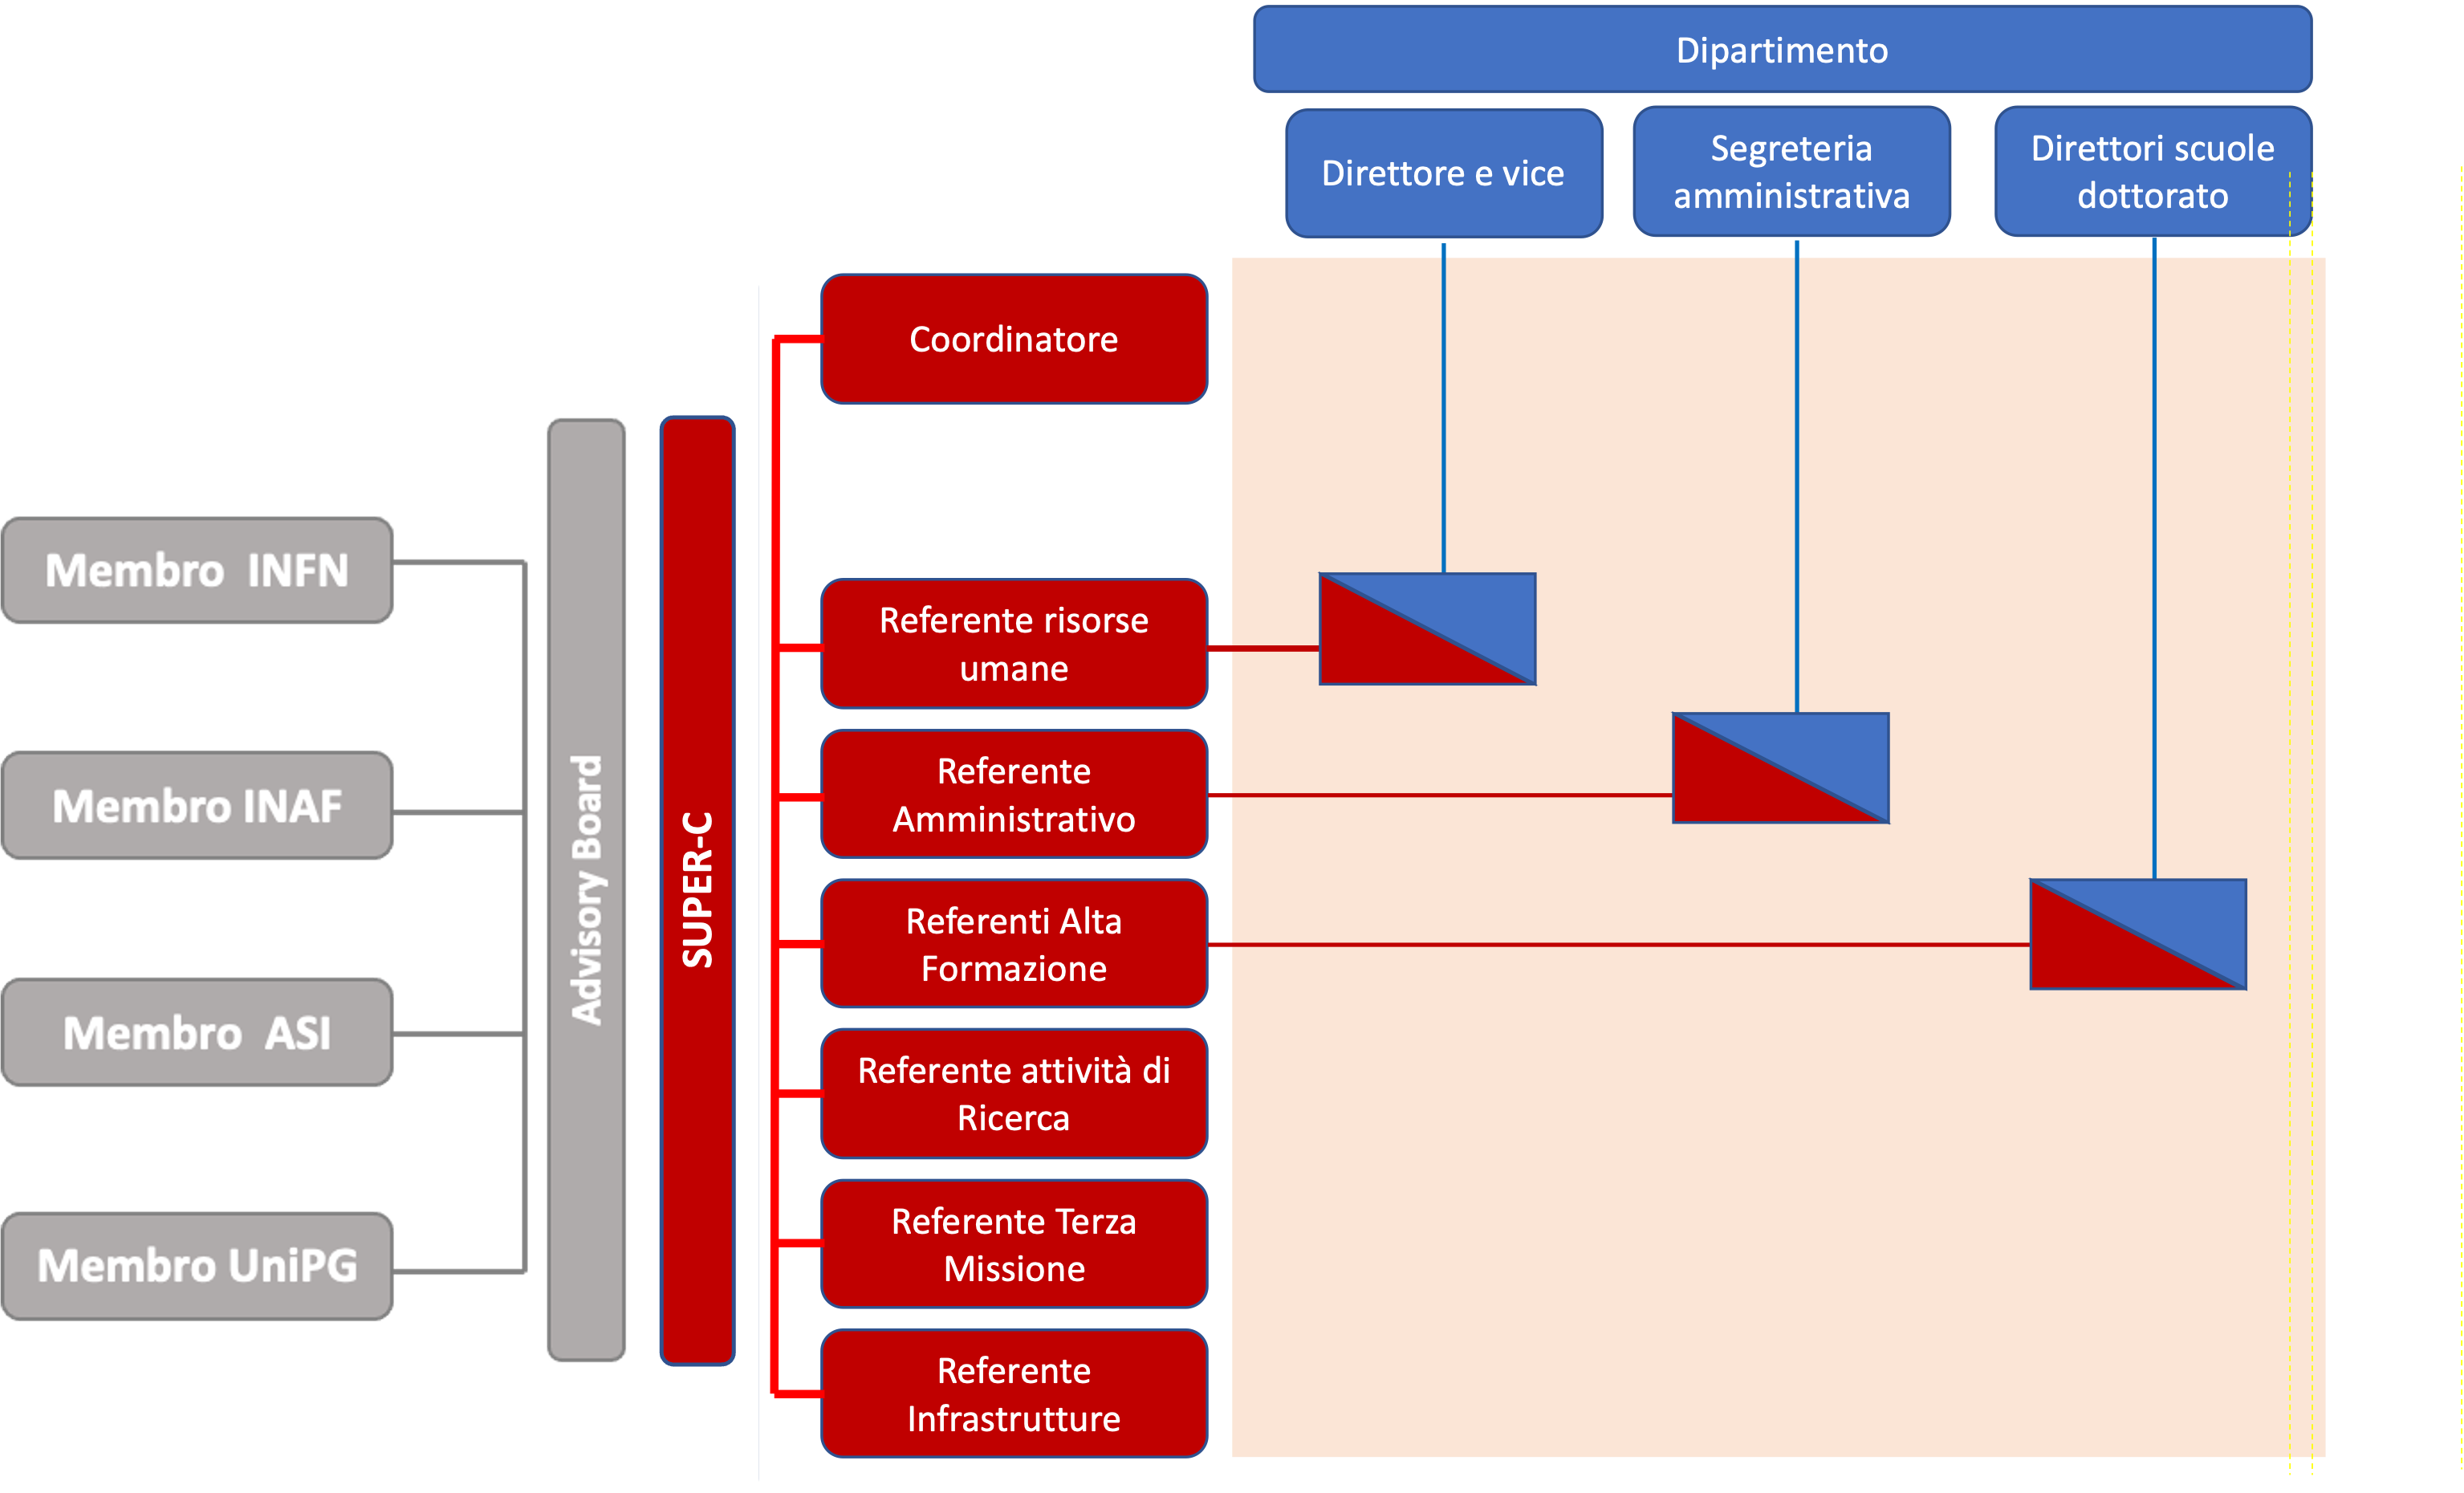 Dipartimento
Direttore e vice
Segreteria
amministrativa
Direttori scuole
dottorato
Coordinatore
Membro INFN
Membro INAF
Membro ASI
Membro UniPG
Advisory Board
SUPER-C
Referente risorse
umane
Referente
Amministrativo
Referenti Alta
Formazione
Referente attività di
Ricerca
Referente Terza
Missione
Referente
Infrastrutture